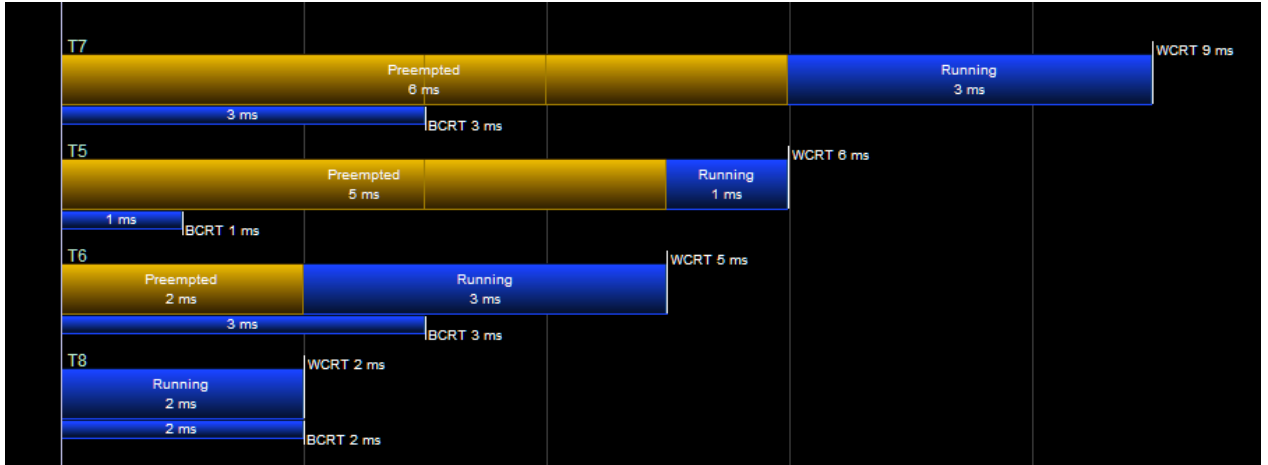 T7
WCRT 9 ms
Preempted
6 ms
Running
3 ms
3 ms
BCRT 3 ms
T5
WCRT 6 ms
Preempted
5 ms
Running
1 ms
1 ms
BCRT 1 ms
T6
WCRT 5 ms
Preempted
2 ms
Running
3 ms
3 ms
BCRT 3 ms
T8
WCRT 2 ms
Running
2 ms
2 ms
BCRT 2 ms